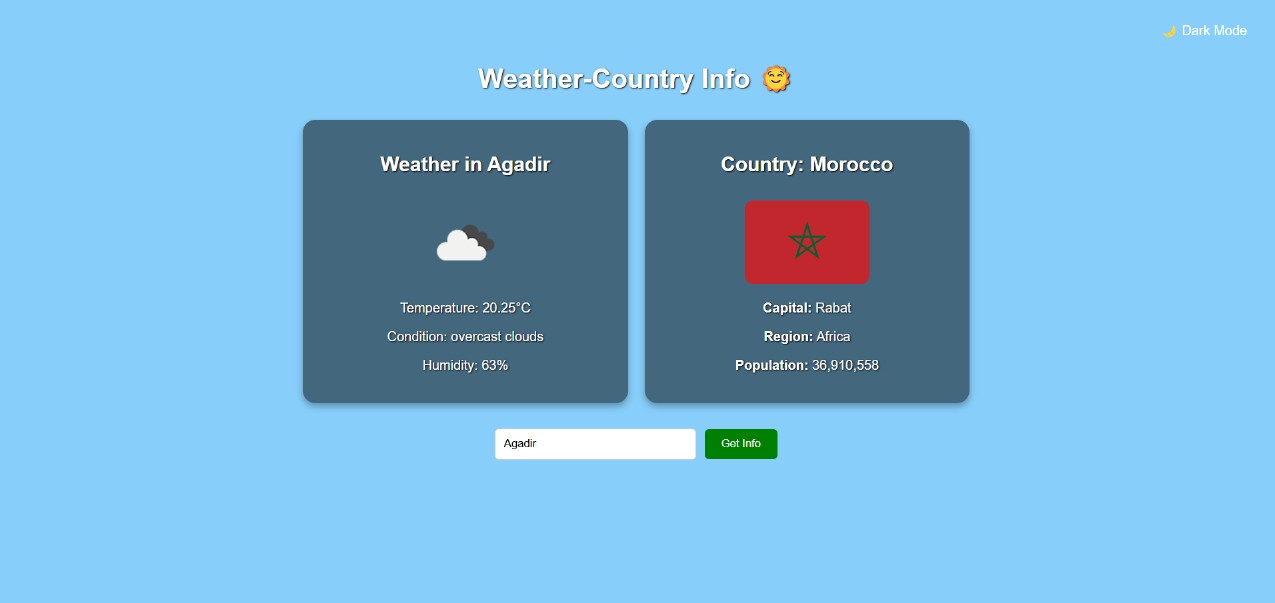 🌙 Dark Mode
Weather-Country Info 🌞
Weather in Agadir
Temperature: 20.25°C
Condition: overcast clouds
Humidity: 63%
Country: Morocco
Capital: Rabat
Region: Africa
Population: 36,910,558
Agadir
Get Info